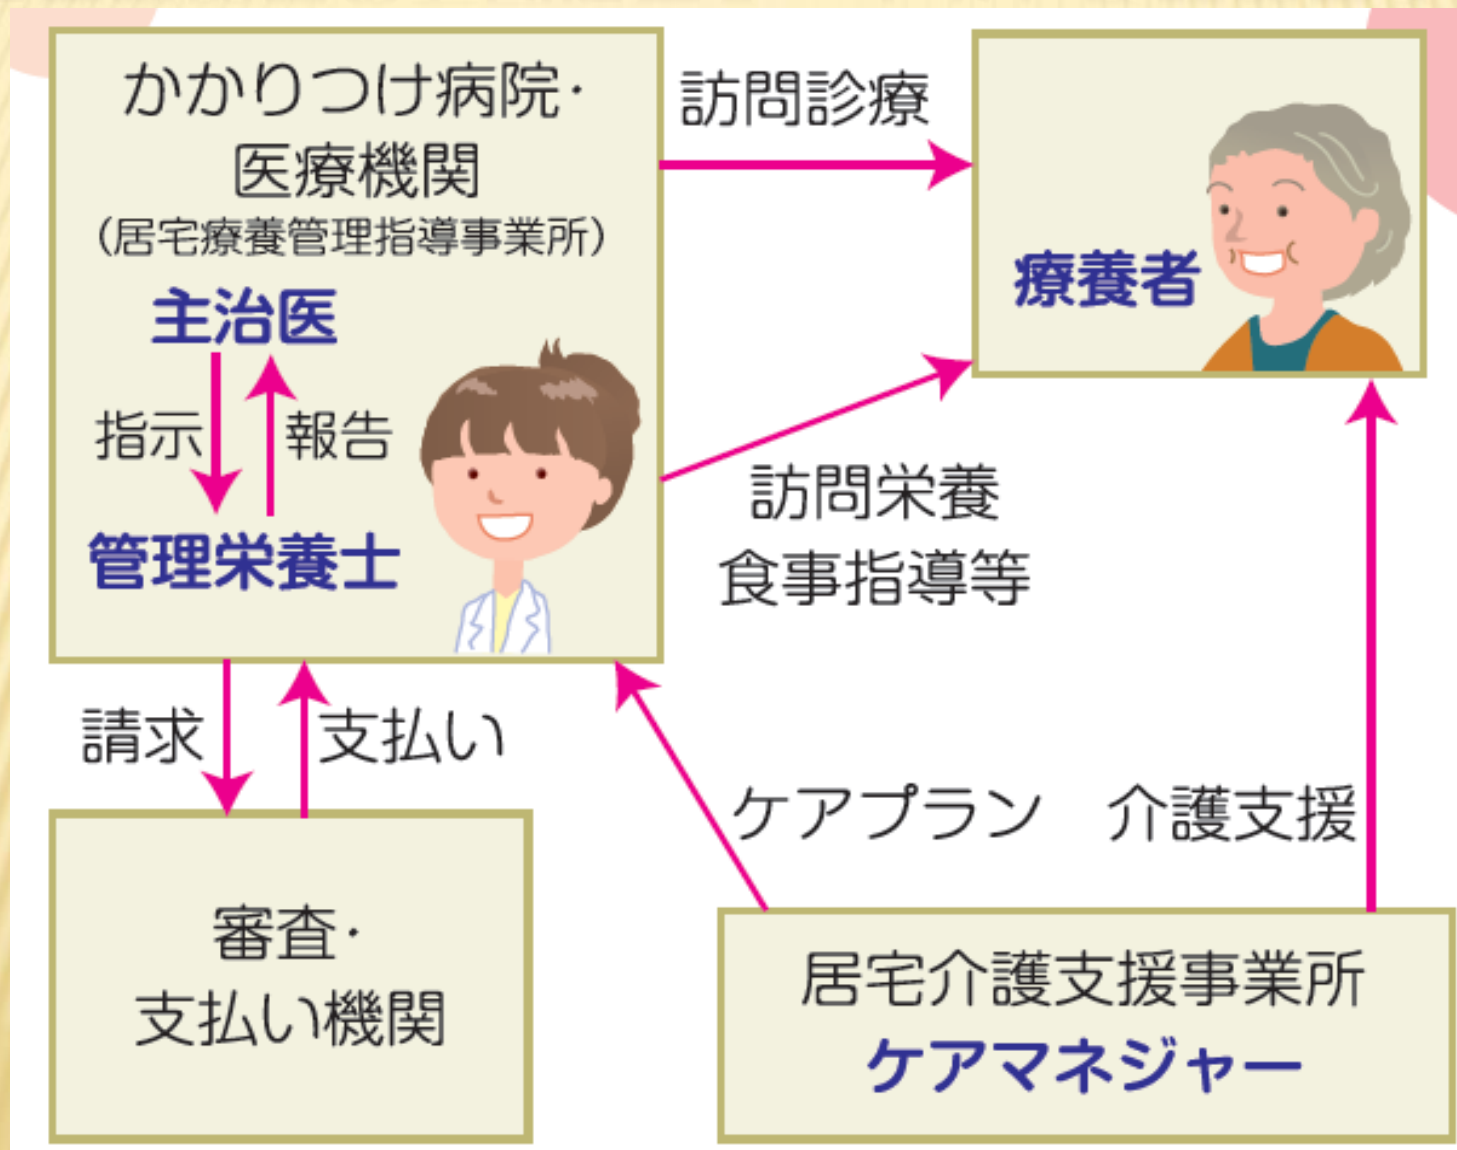 かかりつけ病院・
医療機関
（居宅療養管理指導事業所）
主治医
指示
報告
管理栄養士
訪問診療
療養者
訪問栄養
食事指導等
請求
支払い
ケアプラン
介護支援
審査・
支払い機関
居宅介護支援事業所
ケアマネジャー